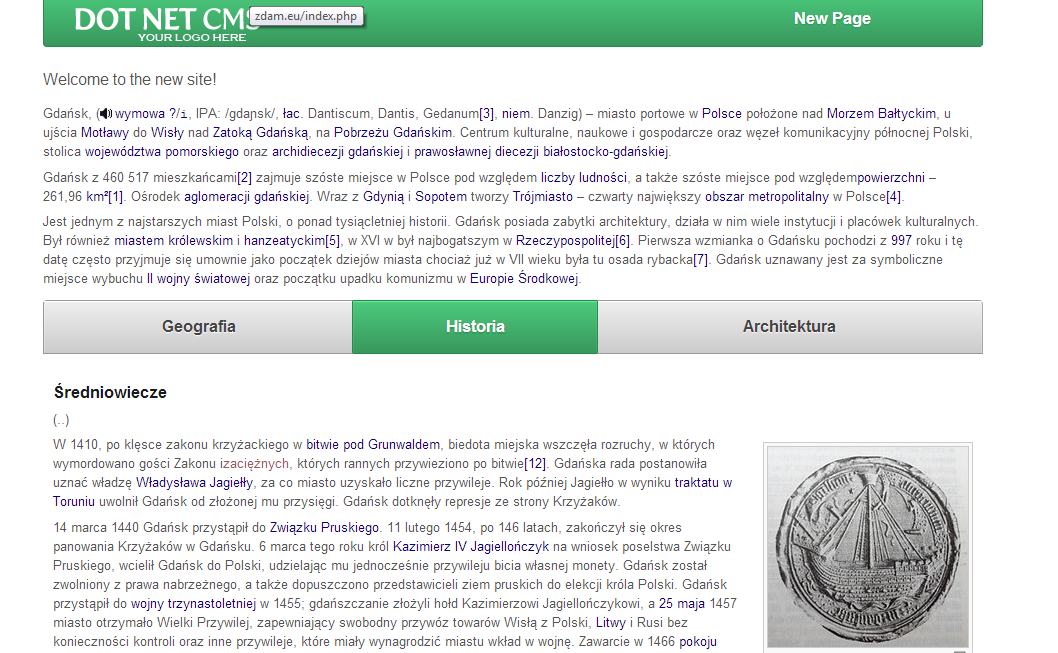 DOT NET CMS
YOUR LOGO HERE
zdam.eu/index.php
New Page
Welcome to the new site!
Gdańsk, (wymowa ?/i, IPA: /gdaɲsk/, łac. Dantiscum, Dantis, Gedanum[3], niem. Danzig) – miasto portowe w Polsce położone nad Morzem Bałtyckim, u
ujścia Motławy do Wisły nad Zatoką Gdańską, na Pobrzeżu Gdańskim. Centrum kulturalne, naukowe i gospodarcze oraz węzeł komunikacyjny północnej Polski,
stolica województwa pomorskiego oraz archidiecezji gdańskiej i prawosławnej diecezji białostocko-gdańskiej.
Gdańsk z 460 517 mieszkańcami[2] zajmuje szóste miejsce w Polsce pod względem liczby ludności, a także szóste miejsce pod względempowierzchni –
261,96 km²[1]. Ośrodek aglomeracji gdańskiej. Wraz z Gdynią i Sopotem tworzy Trójmiasto – czwarty największy obszar metropolitalny w Polsce[4].
Jest jednym z najstarszych miast Polski, o ponad tysiącletniej historii. Gdańsk posiada zabytki architektury, działa w nim wiele instytucji i placówek kulturalnych.
Był również miastem królewskim i hanzeatyckim[5], w XVI w był najbogatszym w Rzeczypospolitej[6]. Pierwsza wzmianka o Gdańsku pochodzi z 997 roku i tę
datę często przyjmuje się umownie jako początek dziejów miasta chociaż już w VII wieku była tu osada rybacka[7]. Gdańsk uznawany jest za symboliczne
miejsce wybuchu II wojny światowej oraz początku upadku komunizmu w Europie Środkowej.
Geografia
Historia
Architektura
Średniowiecze
(..)
W 1410, po klęsce zakonu krzyżackiego w bitwie pod Grunwaldem, biedota miejska wszczęła rozruchy, w których
wymordowano gości Zakonu i zaciężnych, których rannych przywieziono po bitwie[12]. Gdańska rada postanowiła
uznać władzę Władysława Jagiełły, za co miasto uzyskało liczne przywileje. Rok później Jagiełło w wyniku traktatu w
Toruniu uwolnił Gdańsk od złożonej mu przysięgi. Gdańsk dotknęły represje ze strony Krzyżaków.
14 marca 1440 Gdańsk przystąpił do Związku Pruskiego. 11 lutego 1454, po 146 latach, zakończył się okres
panowania Krzyżaków w Gdańsku. 6 marca tego roku król Kazimierz IV Jagiellończyk na wniosek poselstwa Związku
Pruskiego, wcielił Gdańsk do Polski, udzielając mu jednocześnie przywileju bicia własnej monety. Gdańsk został
zwolniony z prawa nabrzeżnego, a także dopuszczono przedstawicieli ziem pruskich do elekcji króla Polski. Gdańsk
przystąpił do wojny trzynastoletniej w 1455; gdańszczanie złożyli hołd Kazimierzowi Jagiellończykowi, a 25 maja 1457
miasto otrzymało Wielki Przywilej, zapewniający swobodny przywóz towarów Wisłą z Polski, Litwy i Rusi bez
konieczności kontroli oraz inne przywileje, które miały wynagrodzić miastu wkład w wojnę. Zawarcie w 1466 pokoju